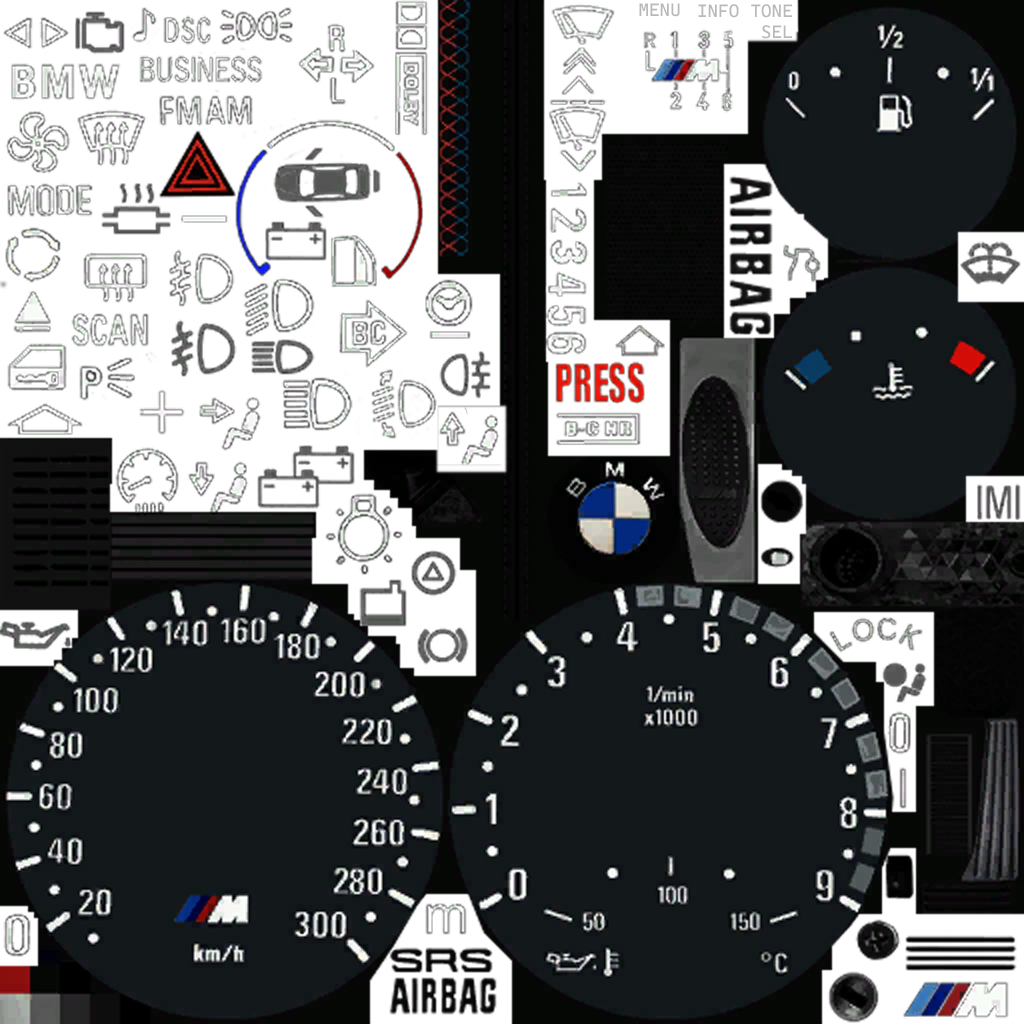 DSC
BMW
BUSINESS
FMAM
R
L
DOLBY
MODE
SCAN
BC
P
MENU INFO TONE
SEL
R 1 3 5
L
2 4 6
M
1
2
3
4
5
6
PRESS
B-C HR
B M W
AIRBAG
0
1/2
1/1
20
40
60
80
100
120
140
160
180
200
220
240
260
280
300
M
km/h
0
1
2
3
4
5
6
7
8
9
1/min
x1000
50
100
150
°C
LOCK
0
I
0
m
SRS
AIRBAG
M